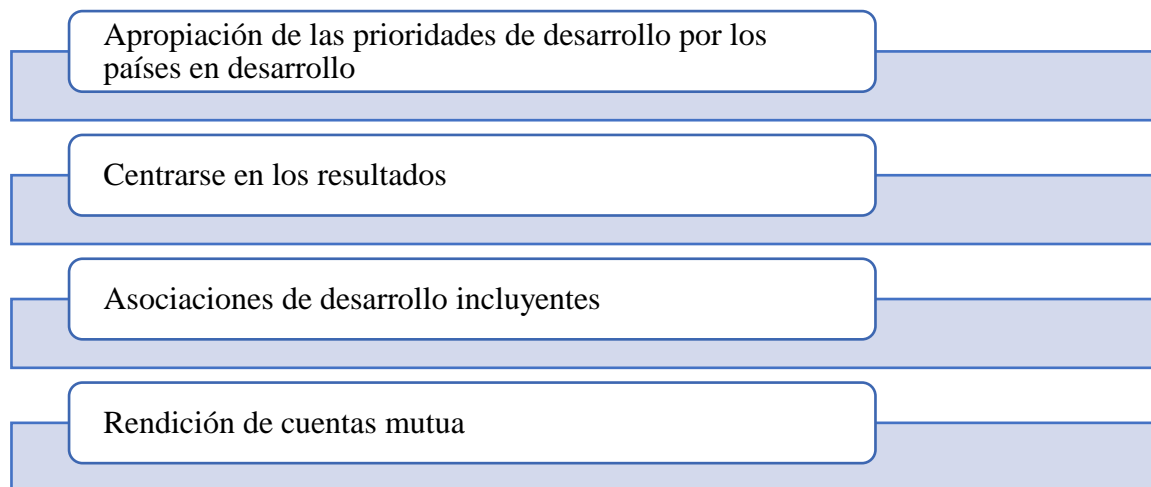 Apropiación de las prioridades de desarrollo por los
países en desarrollo
Centrarse en los resultados
Asociaciones de desarrollo incluyentes
Rendición de cuentas mutua